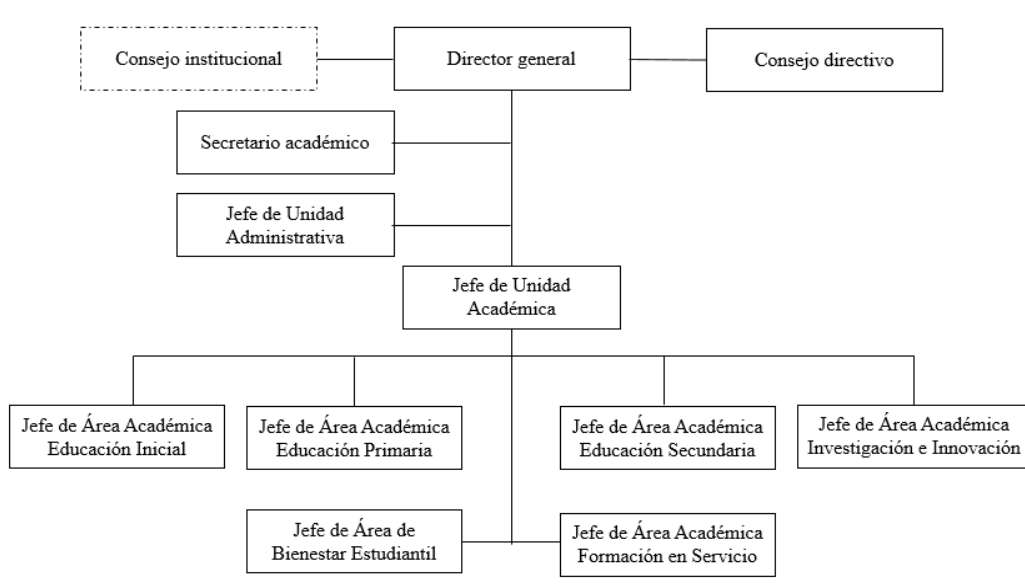 Consejo institucional
Director general
Consejo directivo
Secretario académico
Jefe de Unidad
Administrativa
Jefe de Unidad
Académica
Jefe de Área Académica
Educación Inicial
Jefe de Área Académica
Educación Primaria
Jefe de Área Académica
Educación Secundaria
Jefe de Área Académica
Investigación e Innovación
Jefe de Área de
Bienestar Estudiantil
Jefe de Área Académica
Formación en Servicio